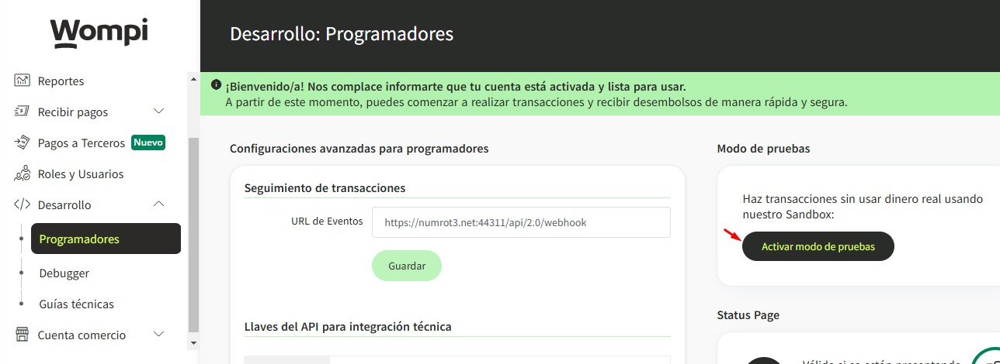 Wompi
Reportes
Recibir pagos
Pagos a Terceros Nuevo
Roles y Usuarios
Desarrollo
Programadores
Debugger
Guías técnicas
Cuenta comercio
Desarrollo: Programadores
¡Bienvenido/a! Nos complace informarte que tu cuenta está activada y lista para usar.
A partir de este momento, puedes comenzar a realizar transacciones y recibir desembolsos de manera rápida y segura.
Configuraciones avanzadas para programadores
Seguimiento de transacciones
URL de Eventos https://numrot3.net:44311/api/2.0/webhook
Guardar
Llaves del API para integración técnica
Modo de pruebas
Haz transacciones sin usar dinero real usando
nuestro Sandbox:
Activar modo de pruebas
Status Page